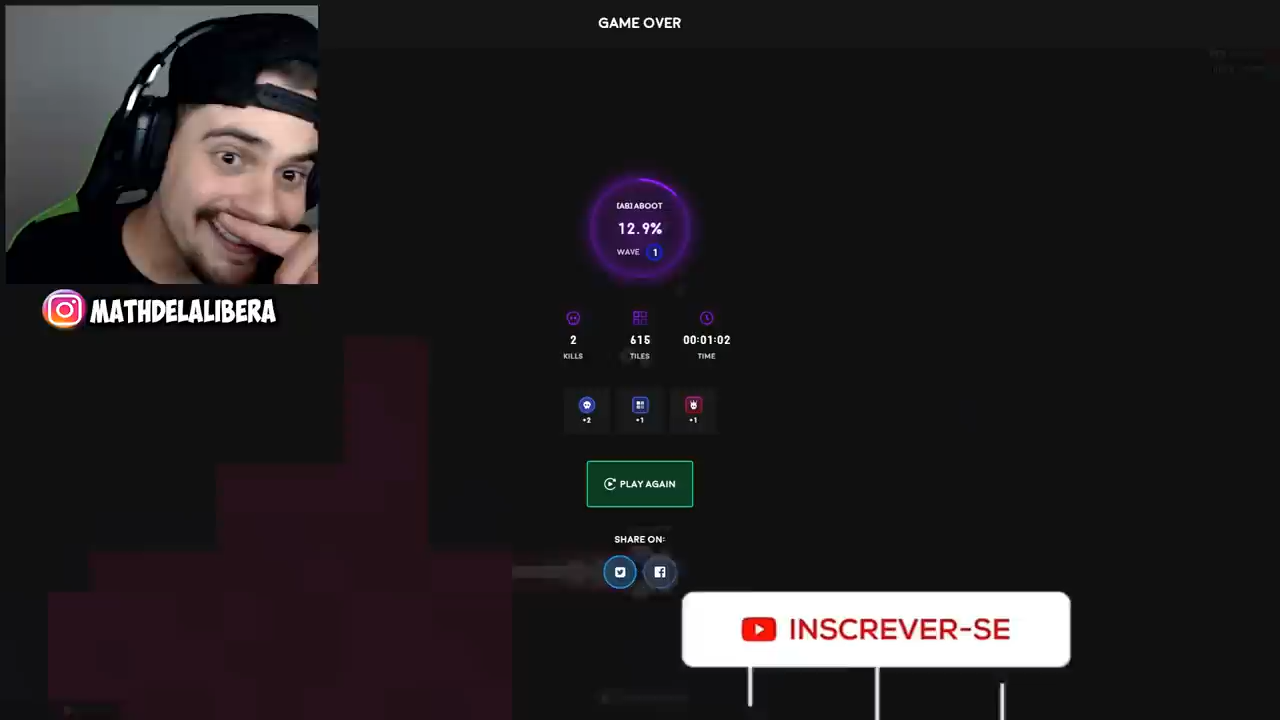 GAME OVER
[AB] ABOOT
12.9%
WAVE 1
MATHDELALIBERA
2 615 00:01:02
KILLS TILES TIME
+2 +1 +1
PLAY AGAIN
SHARE ON:
INSCREVER-SE